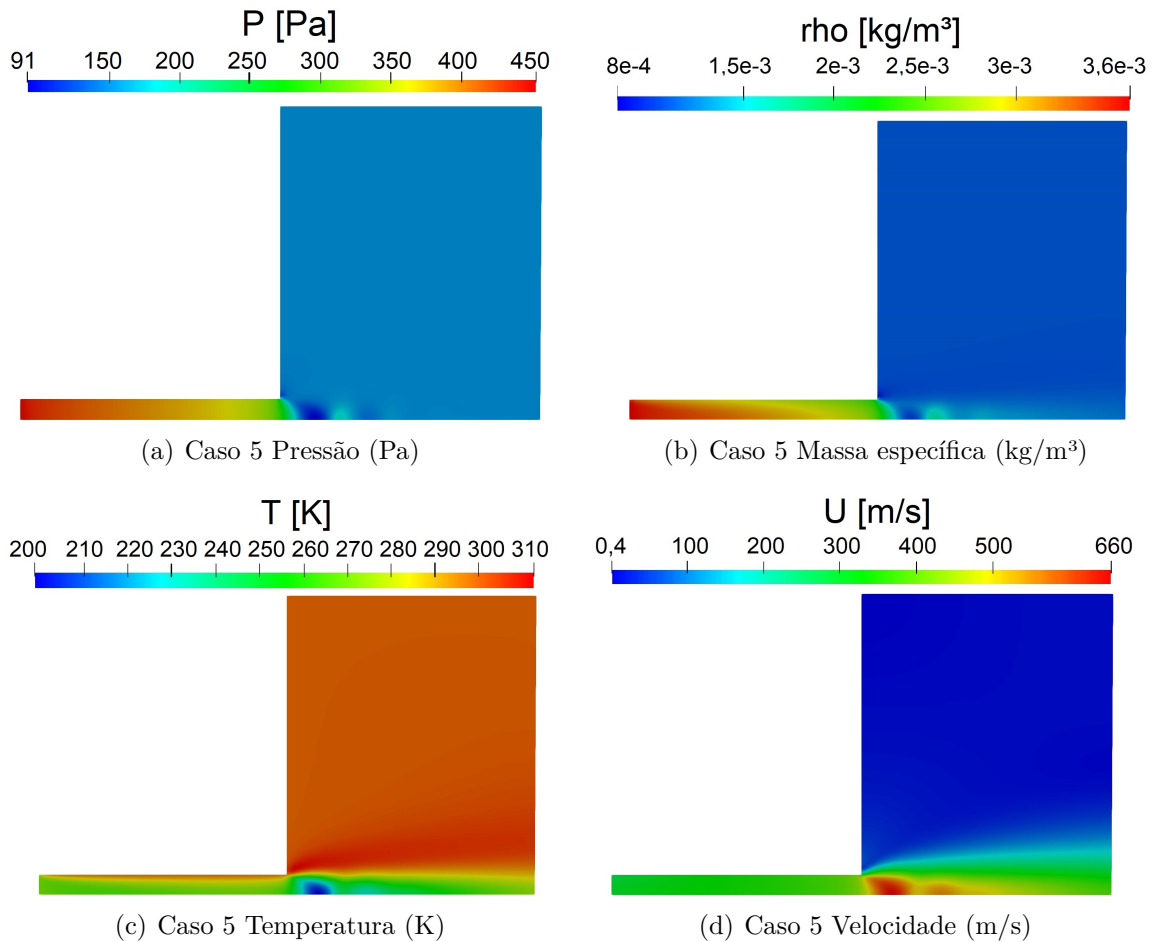 P [Pa]
91 150 200 250 300 350 400 450
(a) Caso 5 Pressão (Pa)
rho [kg/m³]
8e-4 1,5e-3 2e-3 2,5e-3 3e-3 3,6e-3
(b) Caso 5 Massa específica (kg/m³)
T [K]
200 210 220 230 240 250 260 270 280 290 300 310
(c) Caso 5 Temperatura (K)
U [m/s]
0,4 100 200 300 400 500 660
(d) Caso 5 Velocidade (m/s)